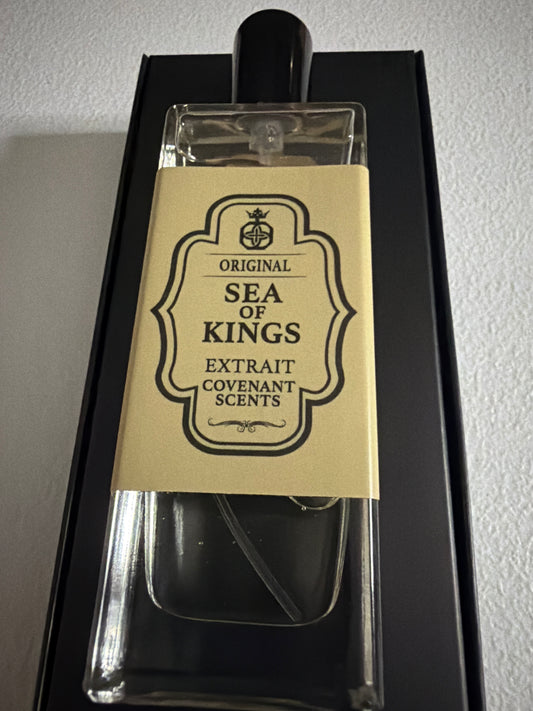 ORIGINAL
SEA
OF
KINGS
EXTRAIT
COVENANT
SCENTS